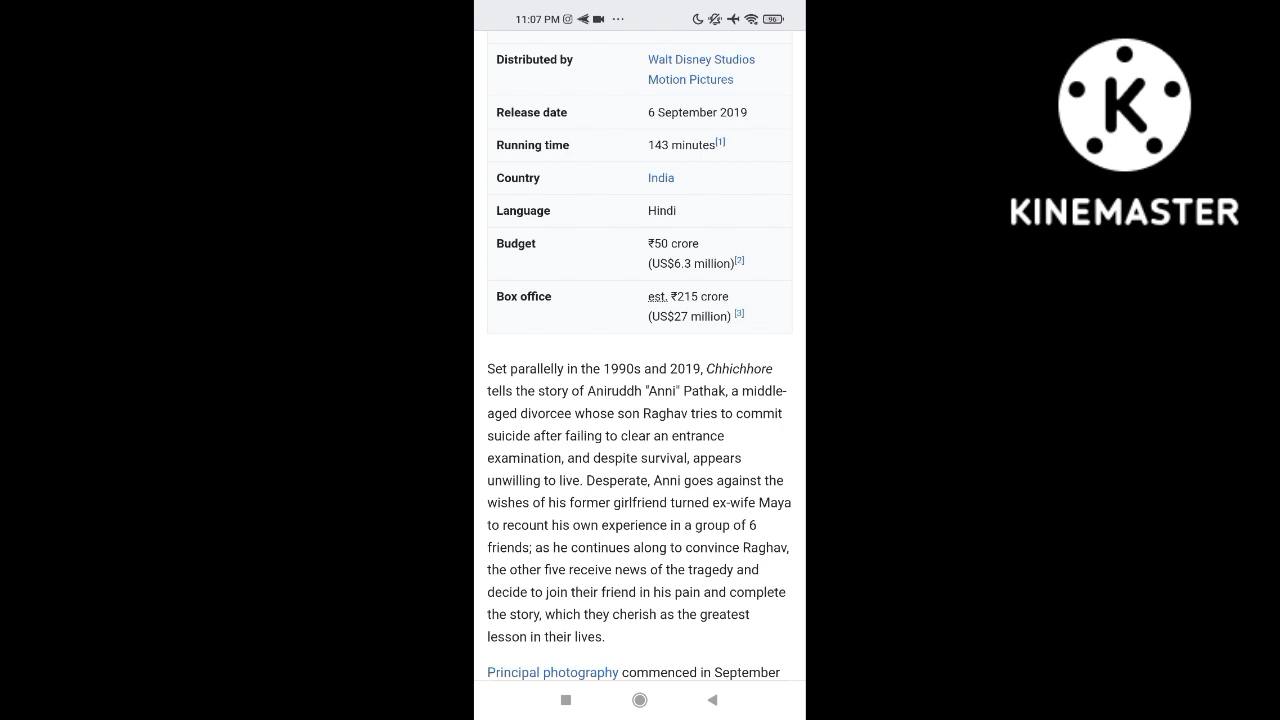 11:07 PM
96
Distributed by Walt Disney Studios
Motion Pictures
Release date 6 September 2019
Running time 143 minutes[1]
Country India
Language Hindi
Budget ₹50 crore
(US$6.3 million)[2]
Box office est. ₹215 crore
(US$27 million) [3]
Set parallelly in the 1990s and 2019, Chhichhore
tells the story of Aniruddh "Anni" Pathak, a middle-
aged divorcee whose son Raghav tries to commit
suicide after failing to clear an entrance
examination, and despite survival, appears
unwilling to live. Desperate, Anni goes against the
wishes of his former girlfriend turned ex-wife Maya
to recount his own experience in a group of 6
friends; as he continues along to convince Raghav,
the other five receive news of the tragedy and
decide to join their friend in his pain and complete
the story, which they cherish as the greatest
lesson in their lives.
Principal photography commenced in September
K
KINEMASTER